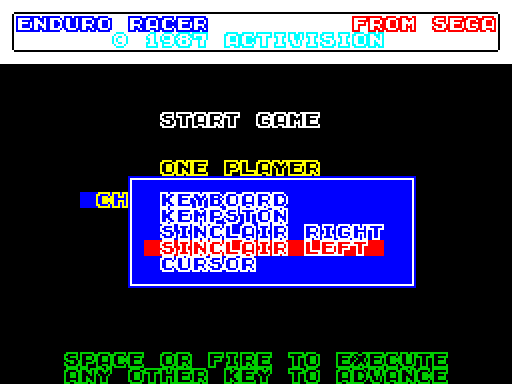 ENDURO RACER FROM SEGA
© 1987 ACTIVISION
START GAME
ONE PLAYER
CH
KEYBOARD
KEMPSTON
SINCLAIR RIGHT
SINCLAIR LEFT
CURSOR
SPACE OR FIRE TO EXECUTE
ANY OTHER KEY TO ADVANCE